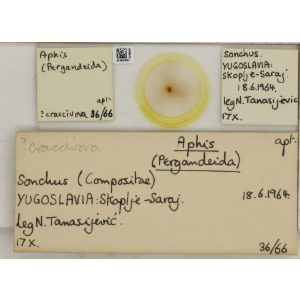 Aphis
(Pergandeida)
apt.
?craccivora 36/66
Sonchus.
YUGOSLAVIA:
Skoplje-Saraj.
18.6.1964.
leg N. Tanasijević
17X.
?craccivora
Aphis
(Pergandeida)
apt.
Sonchus (Compositae)
YUGOSLAVIA: Skoplje-Saraj.
18.6.1964.
leg N. Tanasijević.
17X.
36/66